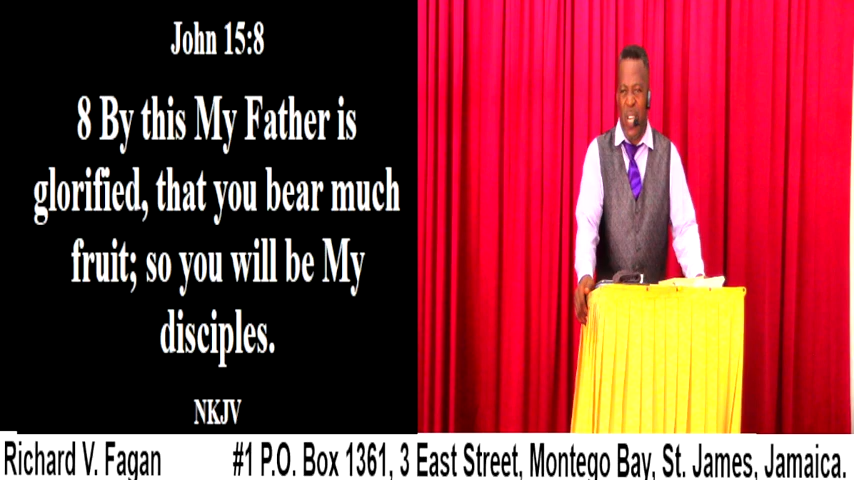 John 15:8
8 By this My Father is
glorified, that you bear much
fruit; so you will be My
disciples.
NKJV
Richard V. Fagan #1 P.O. Box 1361, 3 East Street, Montego Bay, St. James, Jamaica.